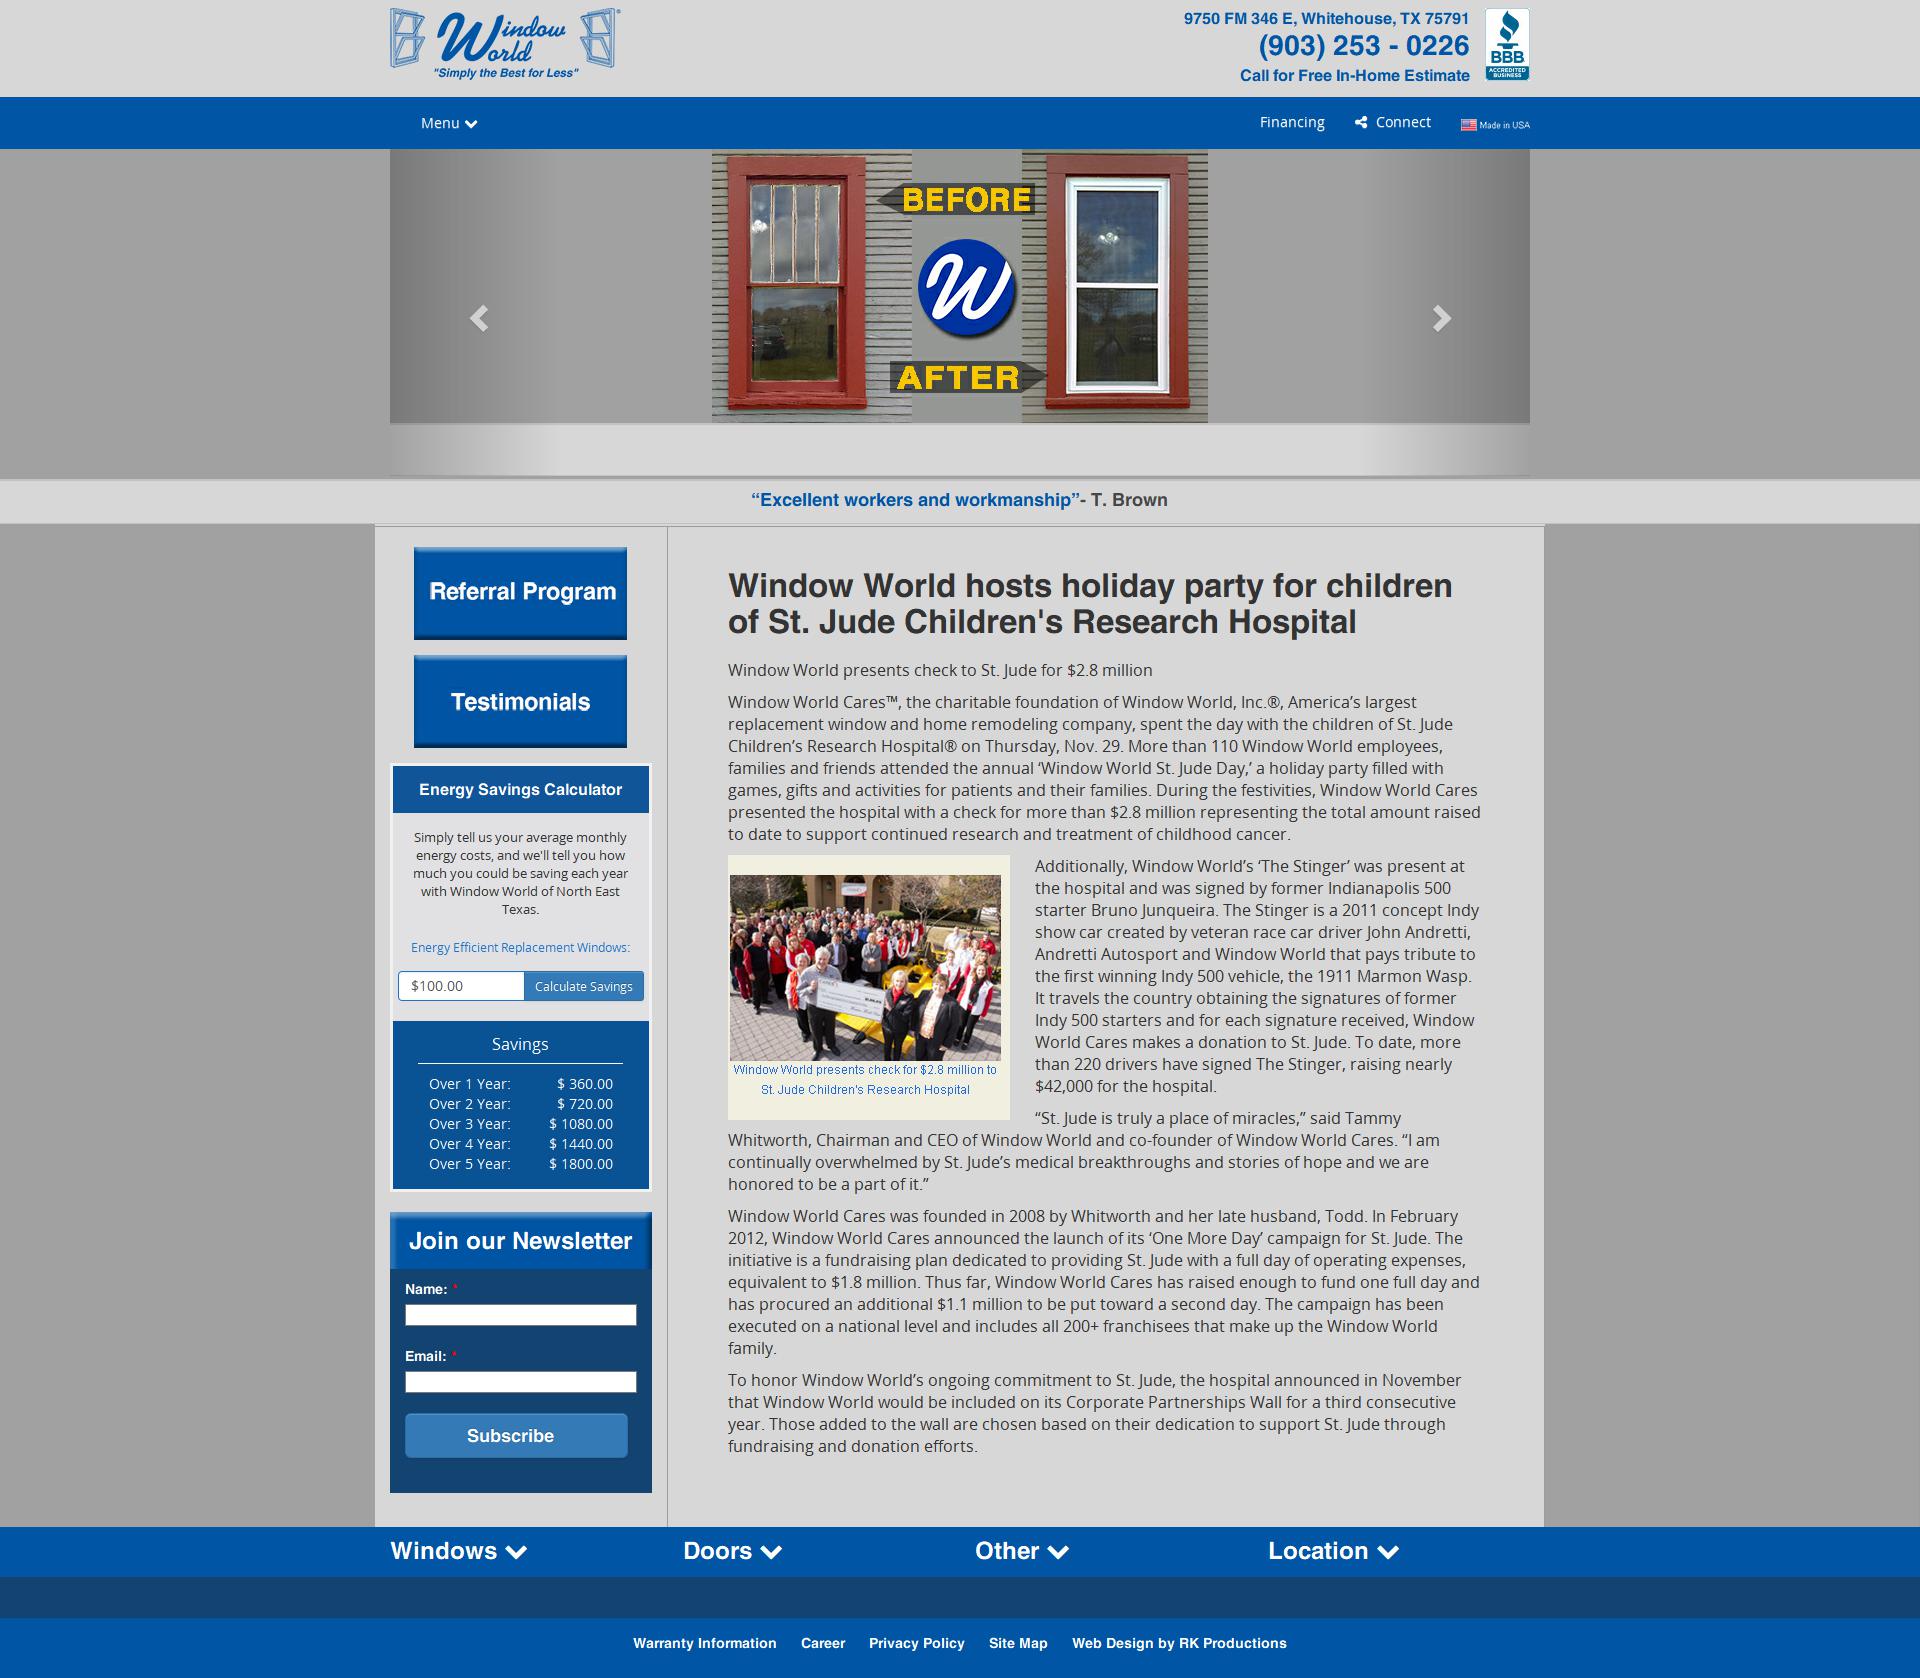 Window World
"Simply the Best for Less"
9750 FM 346 E, Whitehouse, TX 75791
(903) 253 - 0226
Call for Free In-Home Estimate
BBB
ACCREDITED
BUSINESS
Menu
Financing
Connect
Made in USA
BEFORE
W
AFTER
“Excellent workers and workmanship”- T. Brown
Referral Program
Testimonials
Energy Savings Calculator
Simply tell us your average monthly
energy costs, and we'll tell you how
much you could be saving each year
with Window World of North East
Texas.
Energy Efficient Replacement Windows:
$100.00
Calculate Savings
Savings
Over 1 Year: $ 360.00
Over 2 Year: $ 720.00
Over 3 Year: $ 1080.00
Over 4 Year: $ 1440.00
Over 5 Year: $ 1800.00
Join our Newsletter
Name: *
Email: *
Subscribe
Window World hosts holiday party for children
of St. Jude Children's Research Hospital
Window World presents check to St. Jude for $2.8 million
Window World Cares™, the charitable foundation of Window World, Inc.®, America’s largest
replacement window and home remodeling company, spent the day with the children of St. Jude
Children’s Research Hospital® on Thursday, Nov. 29. More than 110 Window World employees,
families and friends attended the annual ‘Window World St. Jude Day,’ a holiday party filled with
games, gifts and activities for patients and their families. During the festivities, Window World Cares
presented the hospital with a check for more than $2.8 million representing the total amount raised
to date to support continued research and treatment of childhood cancer.
Window World presents check for $2.8 million to
St. Jude Children's Research Hospital
Additionally, Window World’s ‘The Stinger’ was present at
the hospital and was signed by former Indianapolis 500
starter Bruno Junqueira. The Stinger is a 2011 concept Indy
show car created by veteran race car driver John Andretti,
Andretti Autosport and Window World that pays tribute to
the first winning Indy 500 vehicle, the 1911 Marmon Wasp.
It travels the country obtaining the signatures of former
Indy 500 starters and for each signature received, Window
World Cares makes a donation to St. Jude. To date, more
than 220 drivers have signed The Stinger, raising nearly
$42,000 for the hospital.
“St. Jude is truly a place of miracles,” said Tammy
Whitworth, Chairman and CEO of Window World and co-founder of Window World Cares. “I am
continually overwhelmed by St. Jude’s medical breakthroughs and stories of hope and we are
honored to be a part of it.”
Window World Cares was founded in 2008 by Whitworth and her late husband, Todd. In February
2012, Window World Cares announced the launch of its ‘One More Day’ campaign for St. Jude. The
initiative is a fundraising plan dedicated to providing St. Jude with a full day of operating expenses,
equivalent to $1.8 million. Thus far, Window World Cares has raised enough to fund one full day and
has procured an additional $1.1 million to be put toward a second day. The campaign has been
executed on a national level and includes all 200+ franchisees that make up the Window World
family.
To honor Window World’s ongoing commitment to St. Jude, the hospital announced in November
that Window World would be included on its Corporate Partnerships Wall for a third consecutive
year. Those added to the wall are chosen based on their dedication to support St. Jude through
fundraising and donation efforts.
Windows
Doors
Other
Location
Warranty Information Career Privacy Policy Site Map Web Design by RK Productions